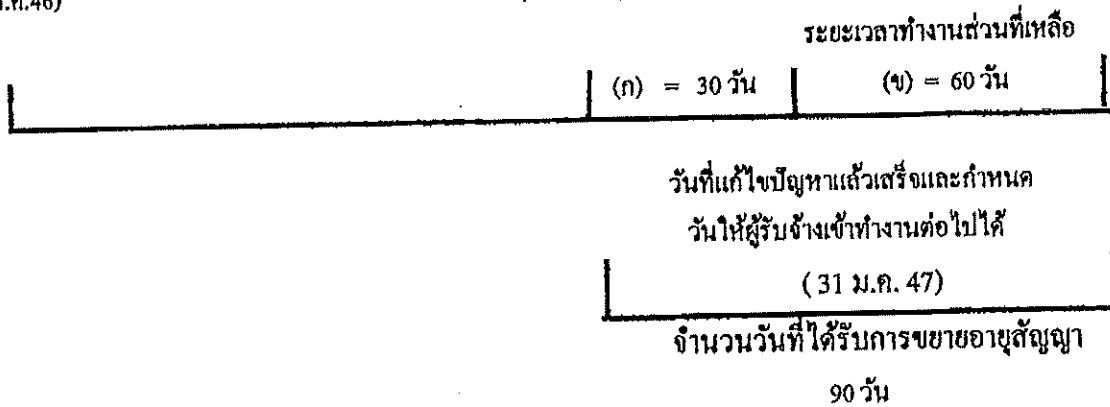 .ค.46)
ระยะเวลาทำงานส่วนที่เหลือ
(ก) = 30 วัน (ข) = 60 วัน
วันที่แก้ไขปัญหาแล้วเสร็จและกำหนด
วันให้ผู้รับจ้างเข้าทำงานต่อไปได้
( 31 ม.ค. 47)
จำนวนวันที่ได้รับการขยายอายุสัญญา
90 วัน